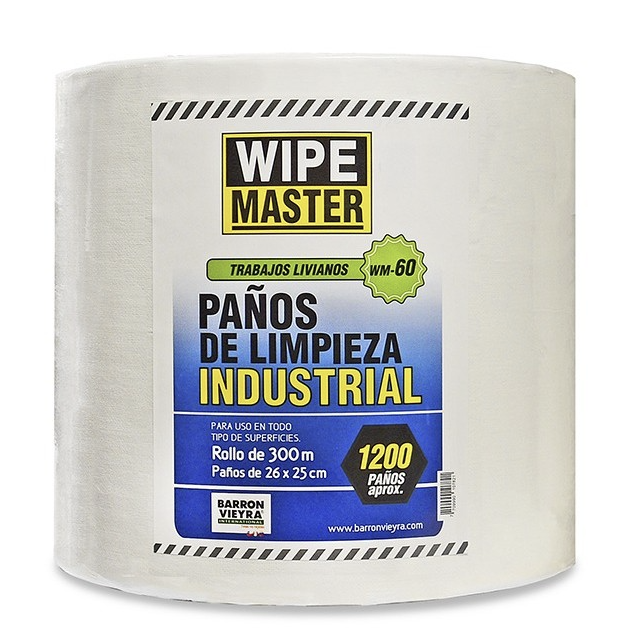 WIPE
MASTER
TRABAJOS LIVIANOS
WM-60
PAÑOS
DE LIMPIEZA
INDUSTRIAL
PARA USO EN TODO
TIPO DE SUPERFICIES.
Rollo de 300 m
Paños de 26 x 25 cm
1200
PAÑOS
aprox.
BARRON
VIEYRA
INTERNATIONAL
www.barronvieyra.com